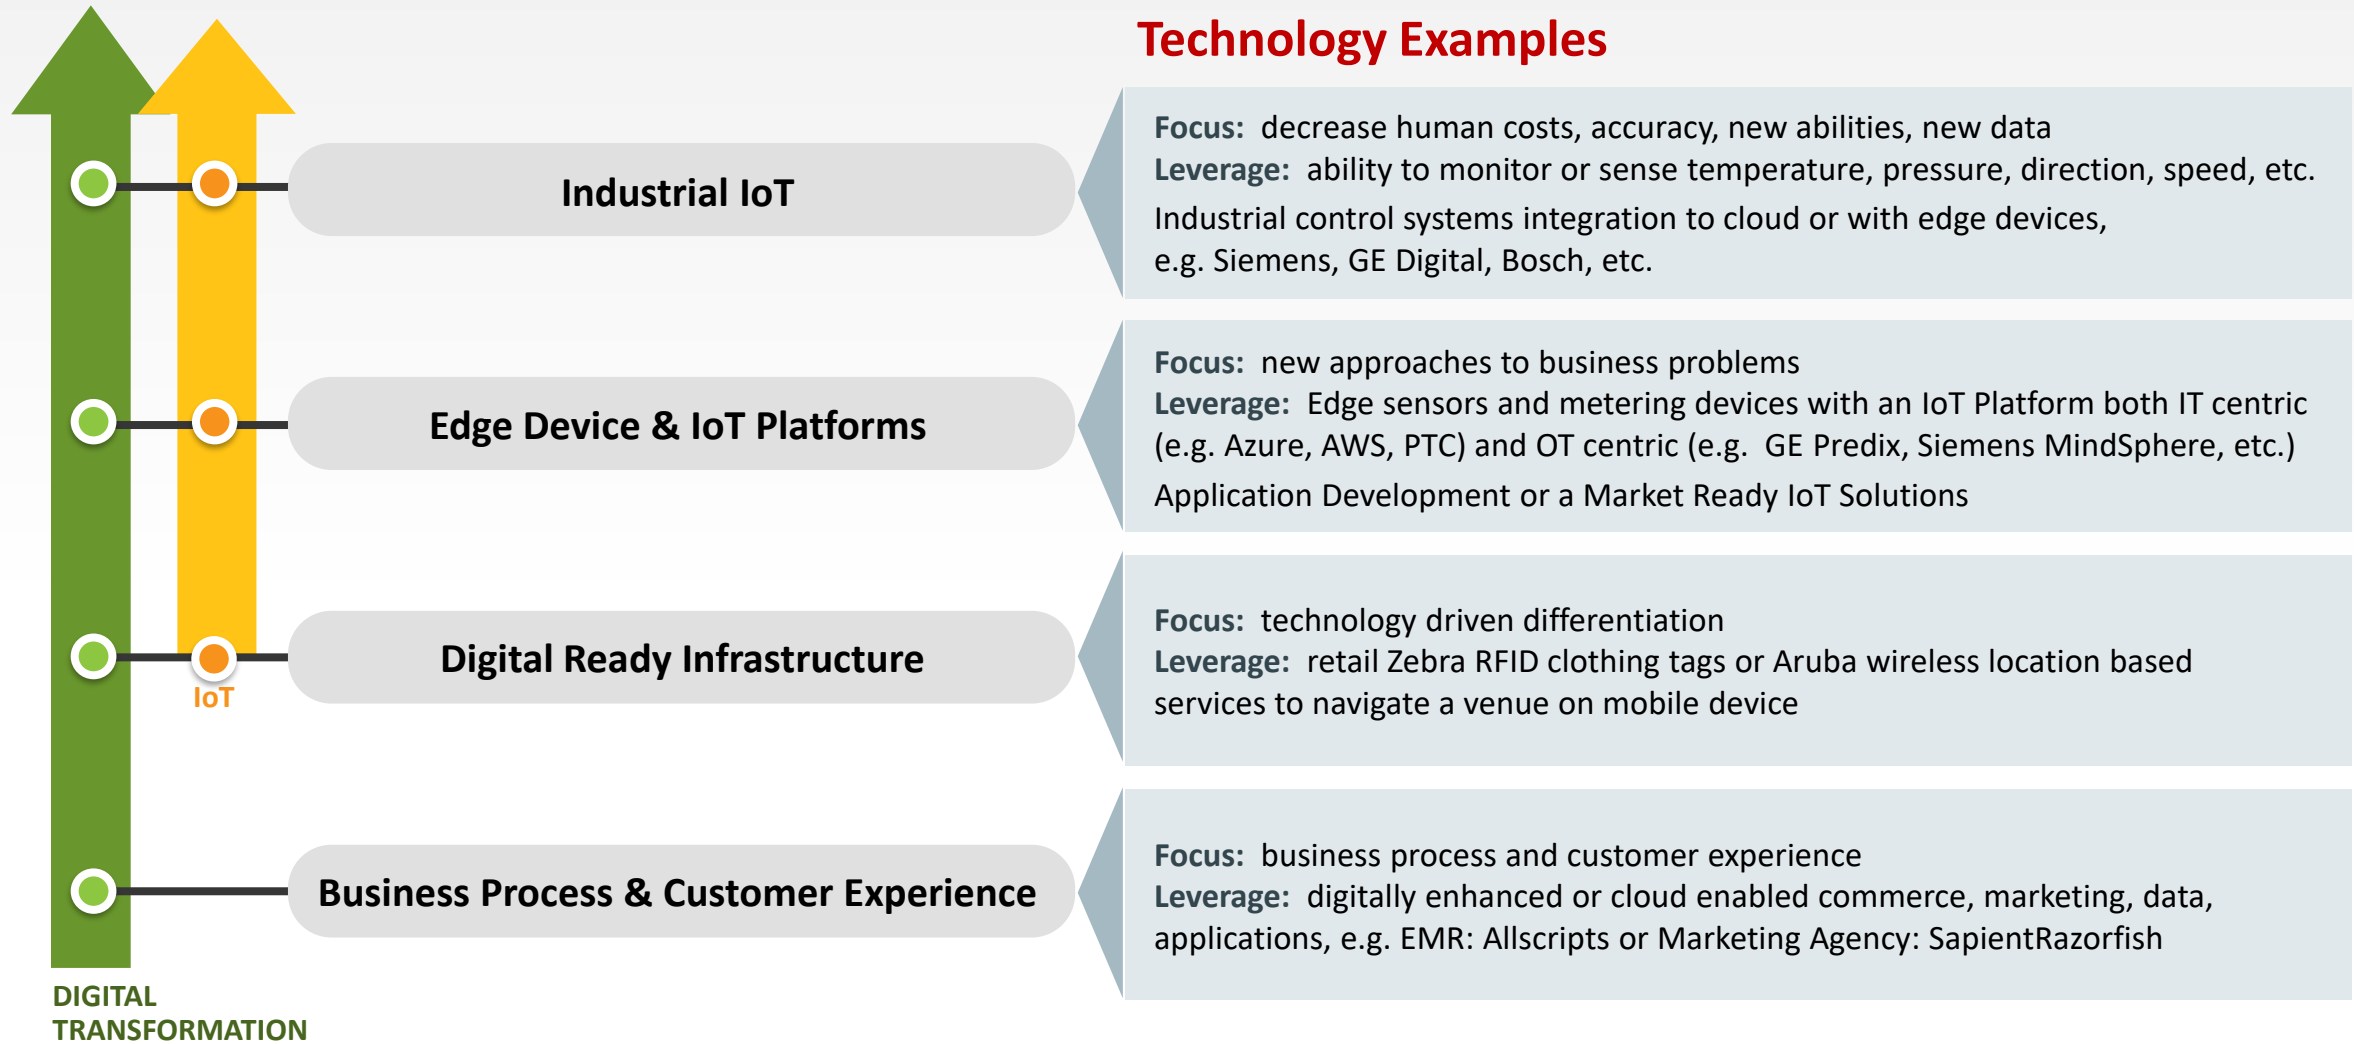 Technology Examples
Industrial IoT
Focus: decrease human costs, accuracy, new abilities, new data
Leverage: ability to monitor or sense temperature, pressure, direction, speed, etc.
Industrial control systems integration to cloud or with edge devices,
e.g. Siemens, GE Digital, Bosch, etc.
Edge Device & IoT Platforms
Focus: new approaches to business problems
Leverage: Edge sensors and metering devices with an IoT Platform both IT centric
(e.g. Azure, AWS, PTC) and OT centric (e.g. GE Predix, Siemens MindSphere, etc.)
Application Development or a Market Ready IoT Solutions
Digital Ready Infrastructure
IoT
Focus: technology driven differentiation
Leverage: retail Zebra RFID clothing tags or Aruba wireless location based
services to navigate a venue on mobile device
Business Process & Customer Experience
Focus: business process and customer experience
Leverage: digitally enhanced or cloud enabled commerce, marketing, data,
applications, e.g. EMR: Allscripts or Marketing Agency: SapientRazorfish
DIGITAL
TRANSFORMATION